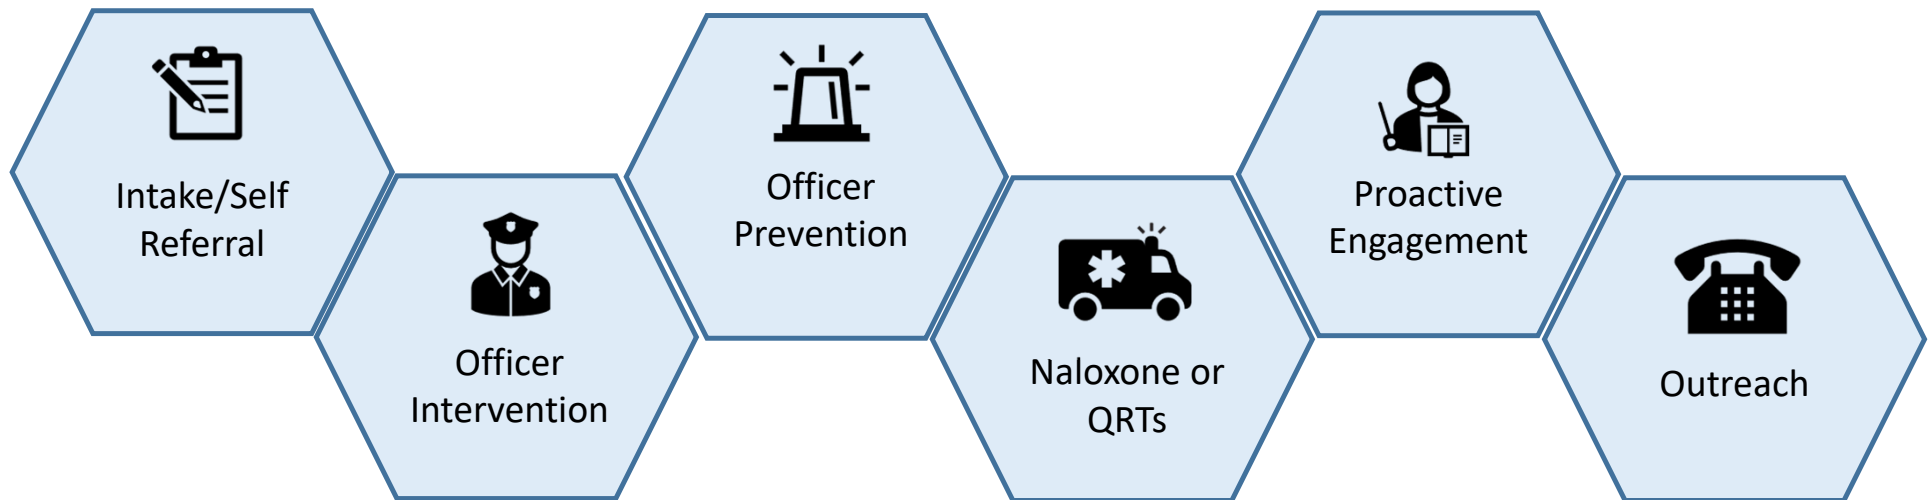 Intake/Self
Referral
Officer
Intervention
Officer
Prevention
Naloxone or
QRTs
Proactive
Engagement
Outreach